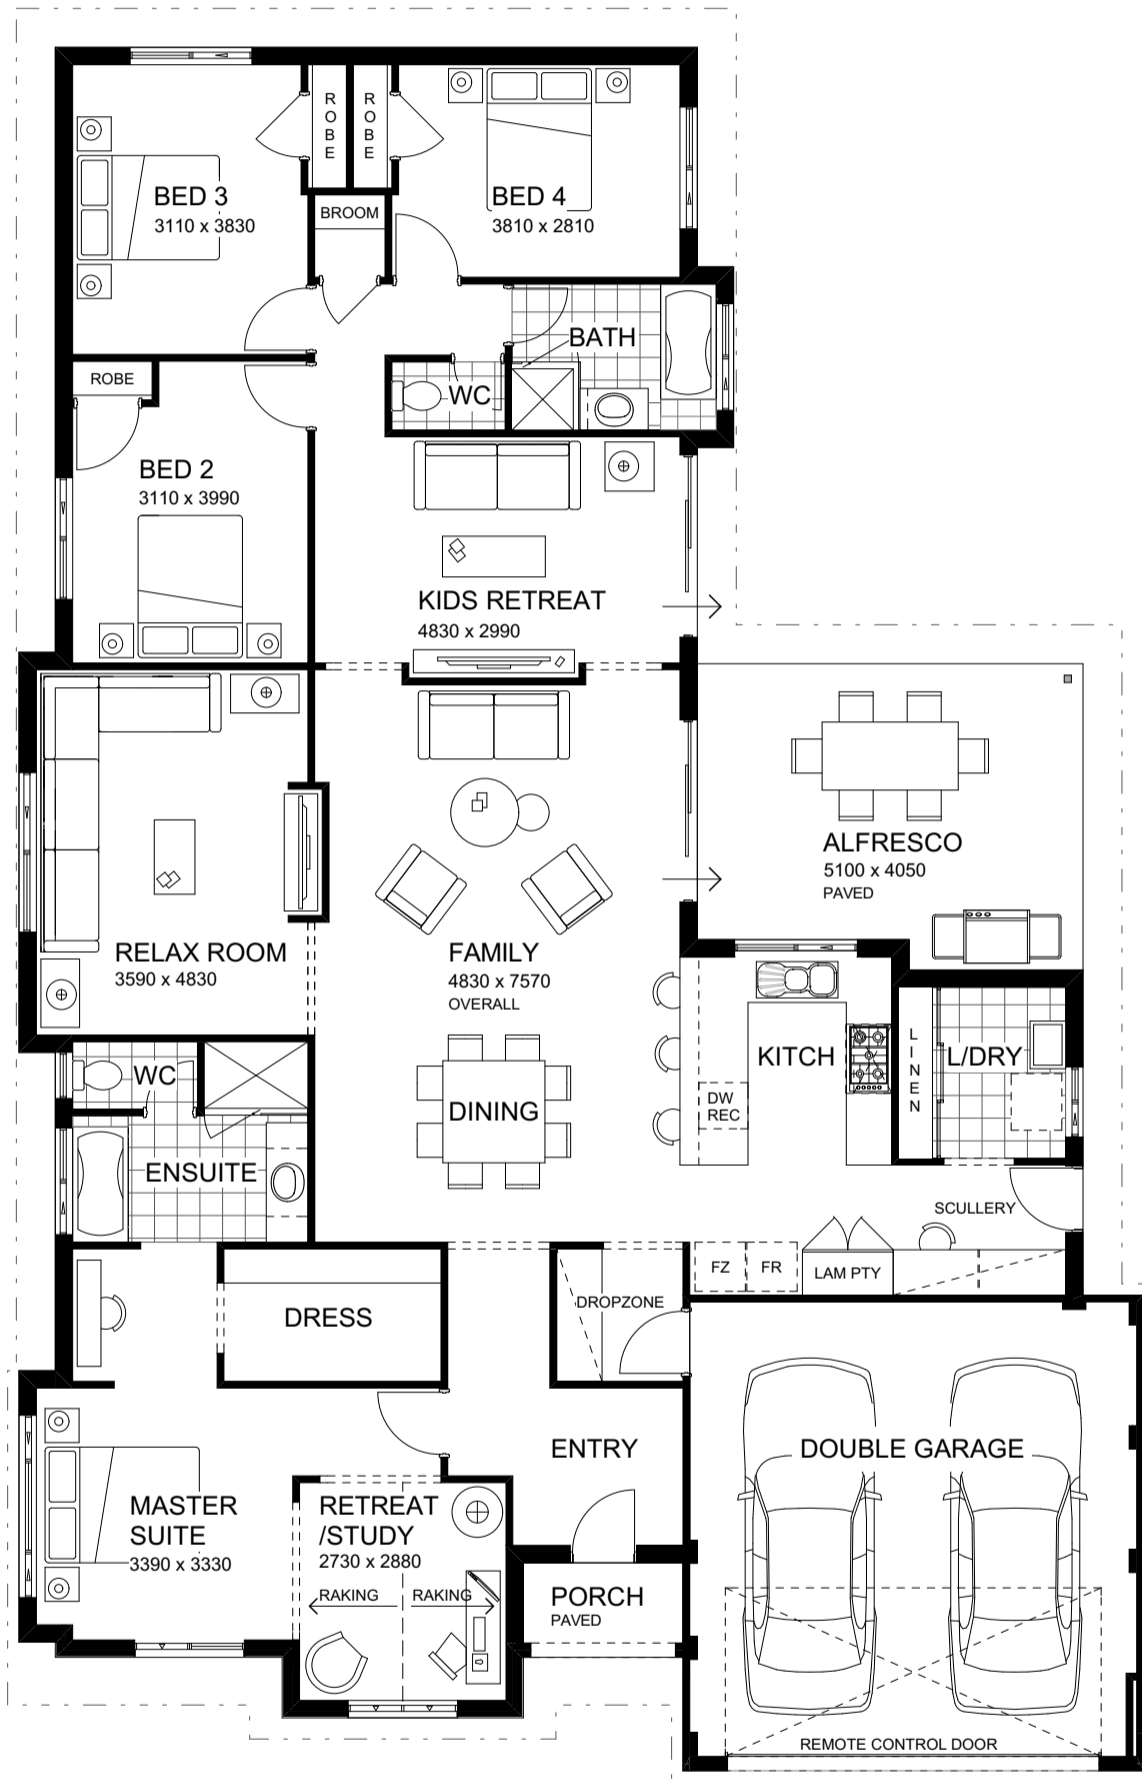 ROBE
ROBE
BED 3
3110 x 3830
BED 4
3810 x 2810
BROOM
BATH
ROBE
WC
BED 2
3110 x 3990
KIDS RETREAT
4830 x 2990
ALFRESCO
5100 x 4050
PAVED
RELAX ROOM
3590 x 4830
FAMILY
4830 x 7570
OVERALL
KITCH
LINEN
L/DRY
WC
DINING
DW
REC
ENSUITE
SCULLERY
FZ
FR
LAM PTY
DROPZONE
DRESS
ENTRY
DOUBLE GARAGE
MASTER
SUITE
3390 x 3330
RETREAT
/STUDY
2730 x 2880
RAKING
RAKING
PORCH
PAVED
REMOTE CONTROL DOOR